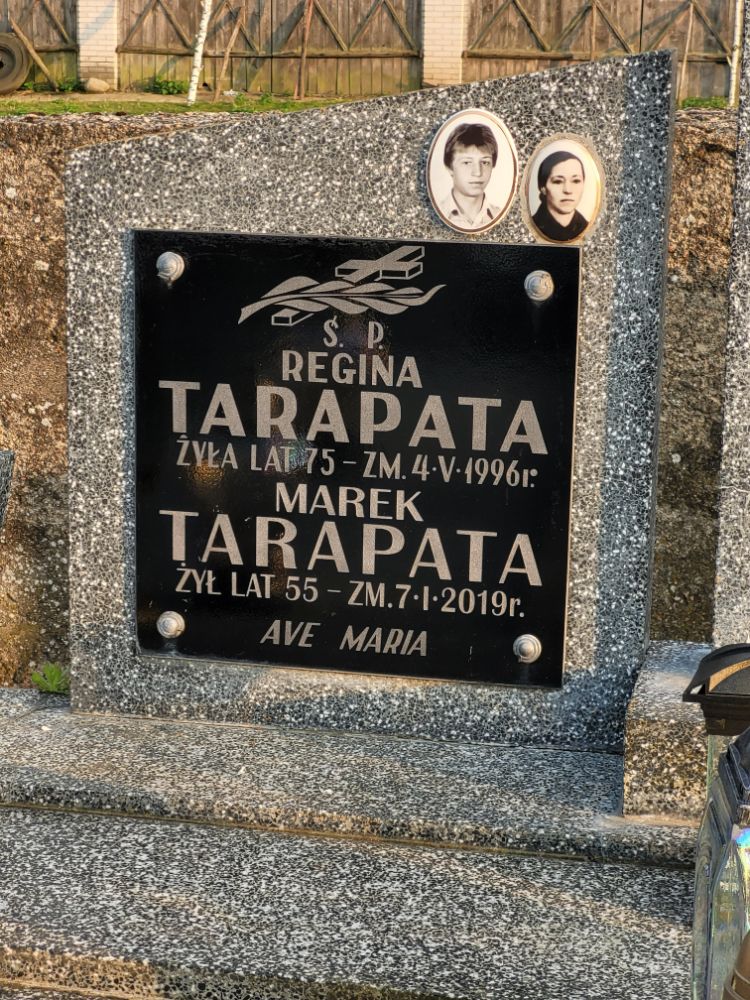 Ś. P.
REGINA
TARAPATA
ŻYŁA LAT 75 – ZM. 4·V·1996r.
MAREK
TARAPATA
ŻYŁ LAT 55 – ZM.7·I·2019r.
AVE MARIA